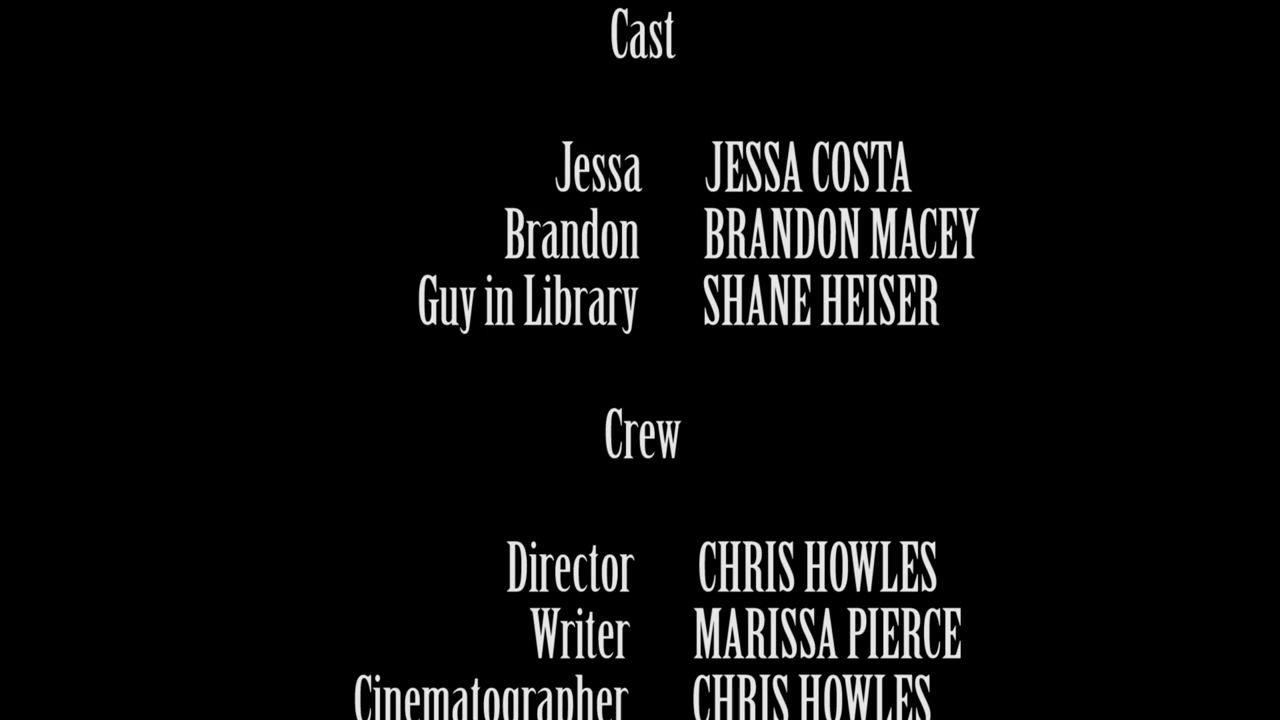 Cast
Jessa JESSA COSTA
Brandon BRANDON MACEY
Guy in Library SHANE HEISER
Crew
Director CHRIS HOWLES
Writer MARISSA PIERCE
Cinematographer CHRIS HOWLES